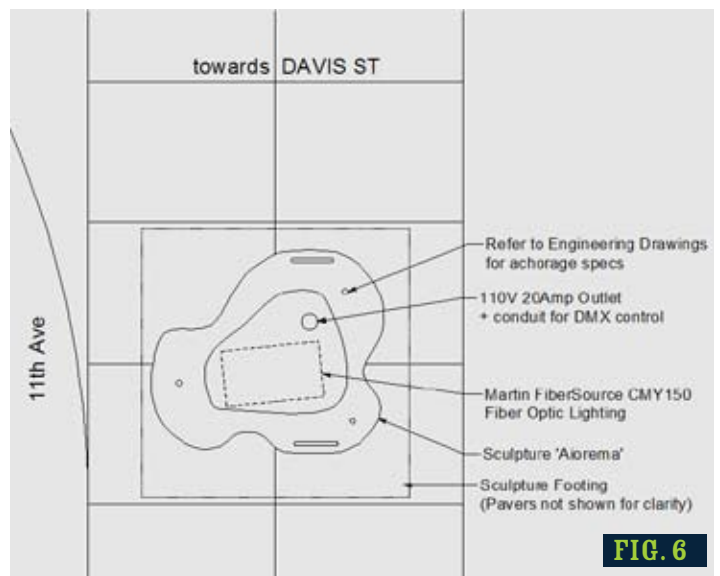 towards DAVIS ST
11th Ave
Refer to Engineering Drawings
for achorage specs
110V 20Amp Outlet
+ conduit for DMX control
Martin FiberSource CMY150
Fiber Optic Lighting
Sculpture 'Aiorema'
Sculpture Footing
(Pavers not shown for clarity)
FIG. 6